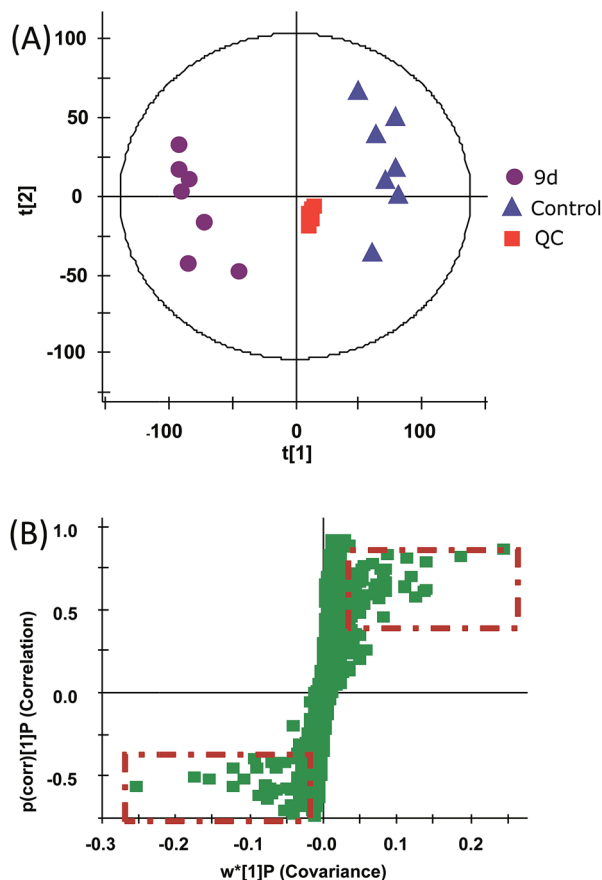 (A)
100
50
0
-50
-100
t[2]
-100
0
100
t[1]
9d
Control
QC
(B)
1.0
0.5
0.0
-0.5
p(corr)[1]P (Correlation)
-0.3
-0.2
-0.1
-0.0
0.1
0.2
w*[1]P (Covariance)